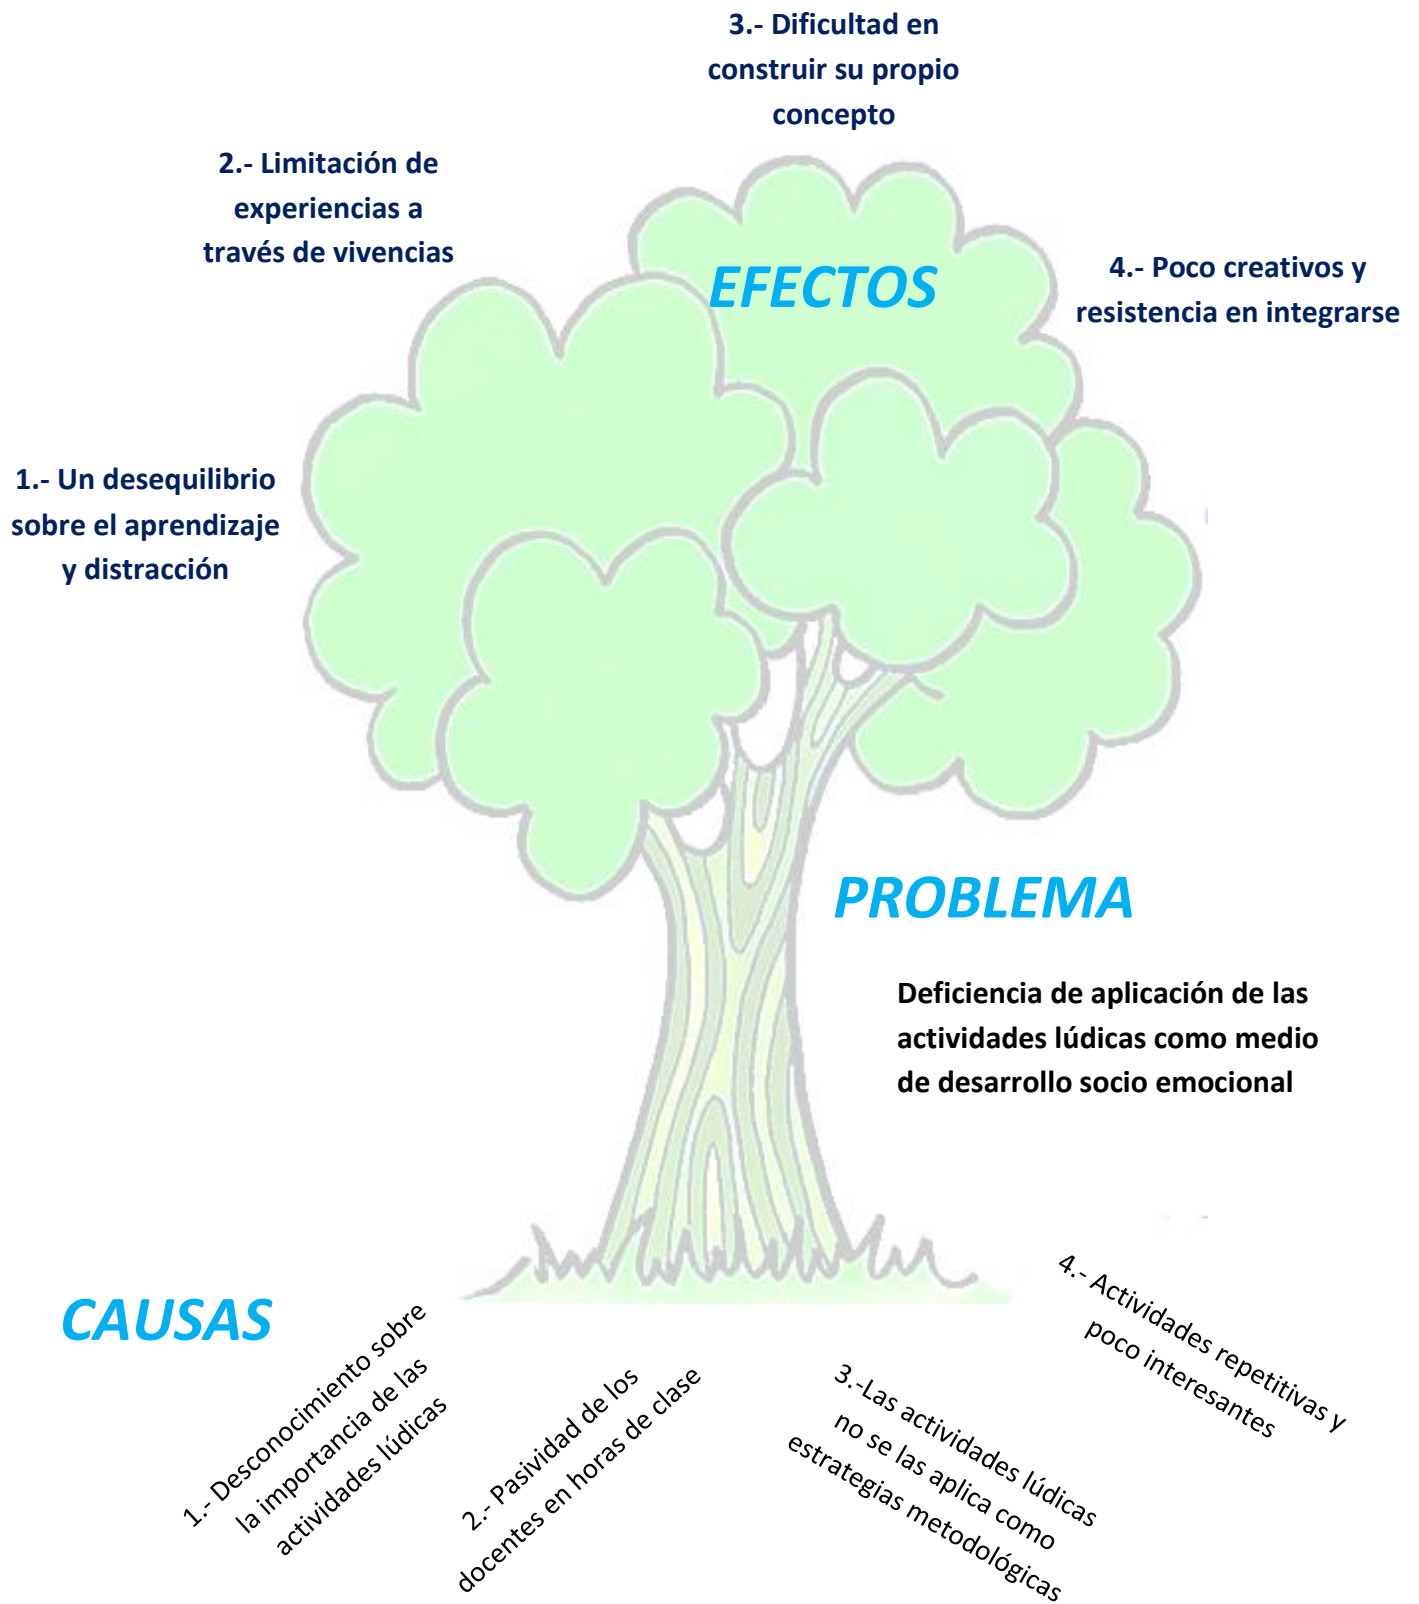 3.- Dificultad en
construir su propio
concepto
2.- Limitación de
experiencias a
través de vivencias
EFECTOS
4.- Poco creativos y
resistencia en integrarse
1.- Un desequilibrio
sobre el aprendizaje
y distracción
PROBLEMA
Deficiencia de aplicación de las
actividades lúdicas como medio
de desarrollo socio emocional
CAUSAS
1.- Desconocimiento sobre
la importancia de las
actividades lúdicas
2.- Pasividad de los
docentes en horas de clase
3.-Las actividades lúdicas
no se las aplica como
estrategias metodológicas
4.- Actividades repetitivas y
poco interesantes